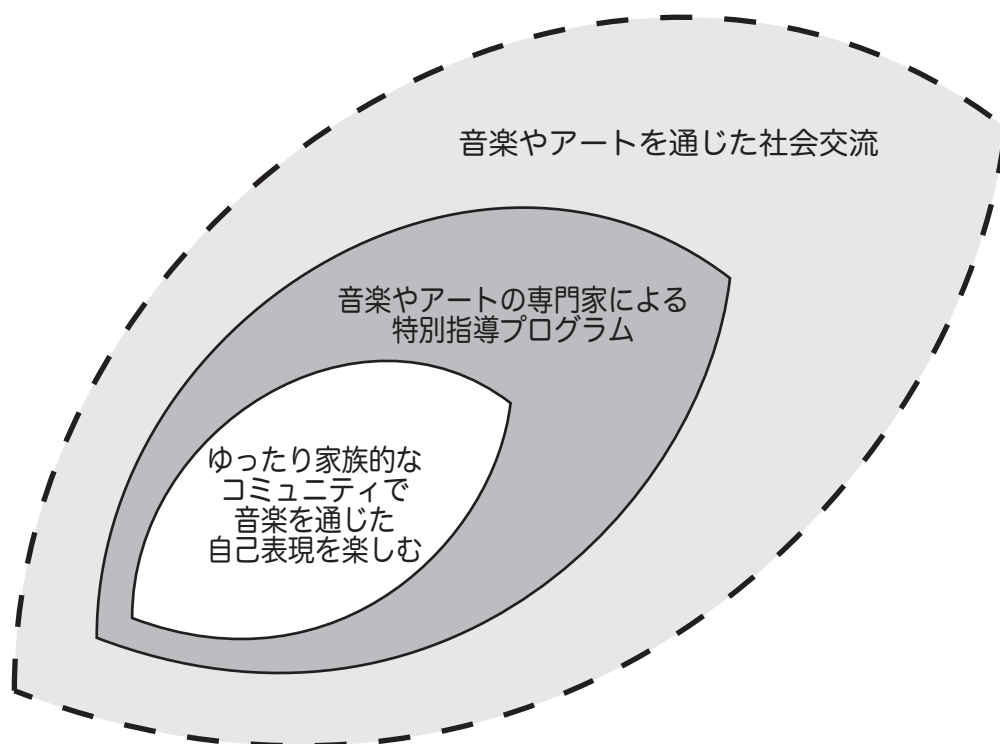 音楽やアートを通じた社会交流
音楽やアートの専門家による
特別指導プログラム
ゆったり家族的な
コミュニティで
音楽を通じた
自己表現を楽しむ